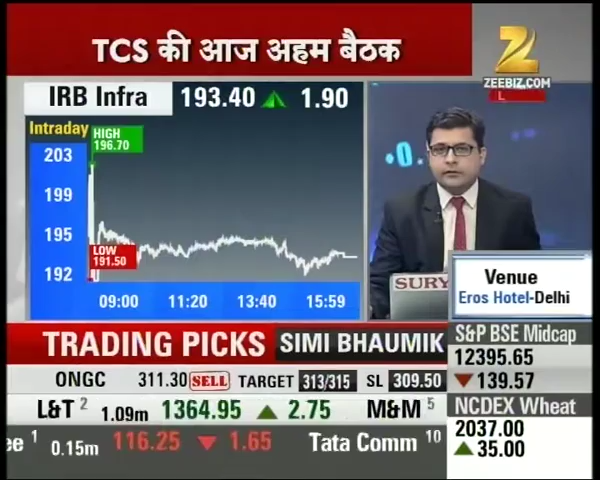 TCS की आज अहम बैठक
ZEEBIZ.COM
L
IRB Infra 193.40 1.90
Intraday
HIGH
196.70
203
199
195
192
LOW
191.50
09:00 11:20 13:40 15:59
.0.
SURY
Venue
Eros Hotel-Delhi
TRADING PICKS SIMI BHAUMIK
ONGC 311.30 SELL TARGET 313/315 SL 309.50
L&T 2 1.09m 1364.95 2.75 M&M 5
ee 1 0.15m 116.25 1.65 Tata Comm 10
S&P BSE Midcap
12395.65
139.57
NCDEX Wheat
2037.00
35.00